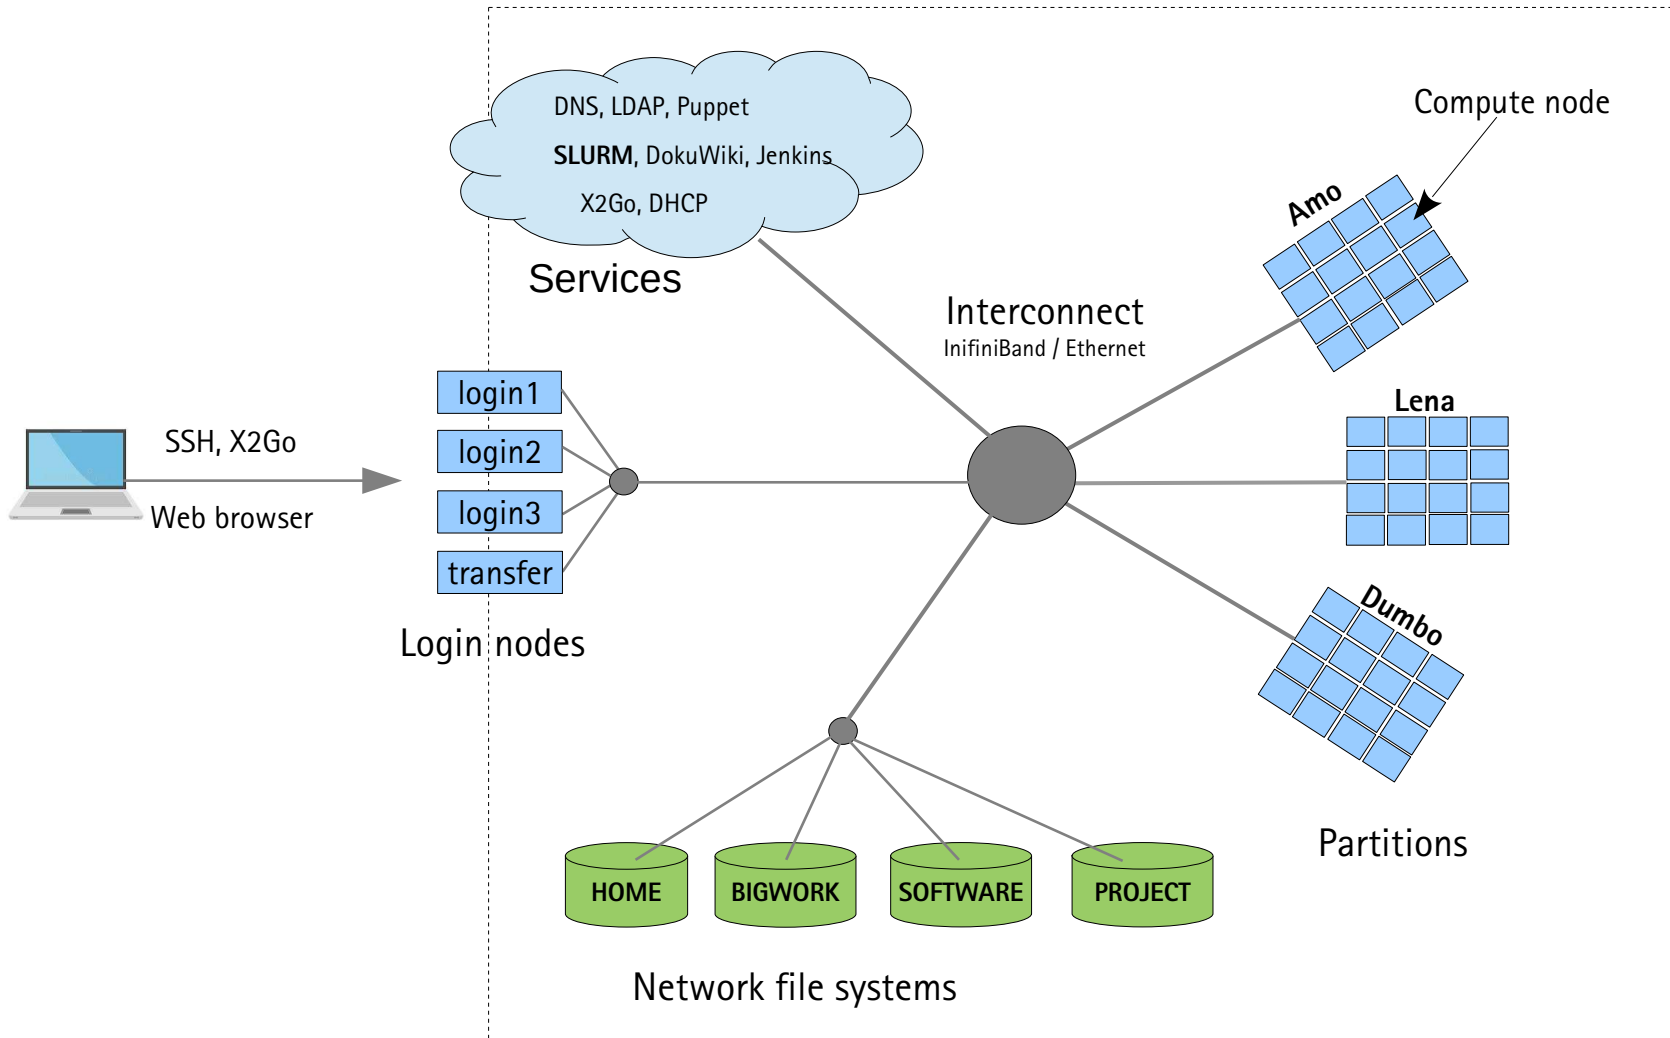 DNS, LDAP, Puppet
SLURM, DokuWiki, Jenkins
X2Go, DHCP
Services
Compute node
Amo
Interconnect
InifiniBand / Ethernet
login1
login2
login3
transfer
Login nodes
SSH, X2Go
Web browser
Lena
Dumbo
Partitions
HOME
BIGWORK
SOFTWARE
PROJECT
Network file systems